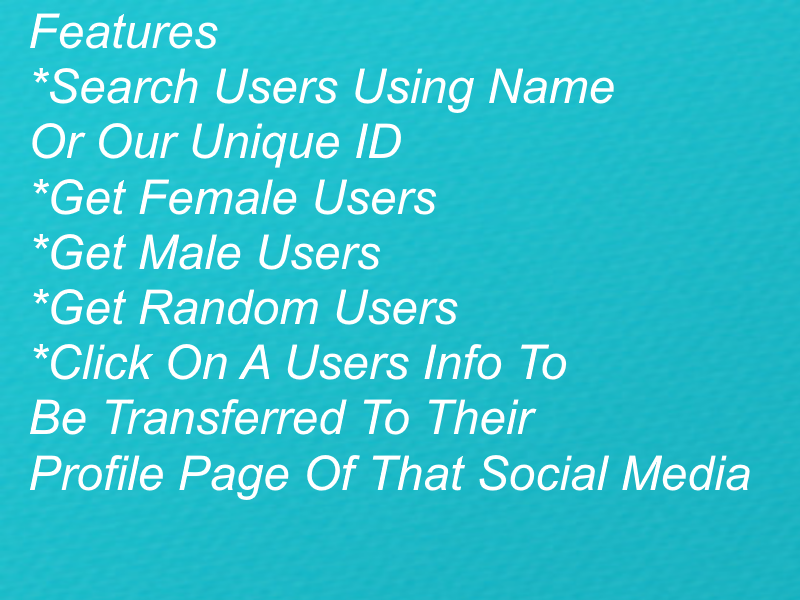 Features
*Search Users Using Name
Or Our Unique ID
*Get Female Users
*Get Male Users
*Get Random Users
*Click On A Users Info To
Be Transferred To Their
Profile Page Of That Social Media